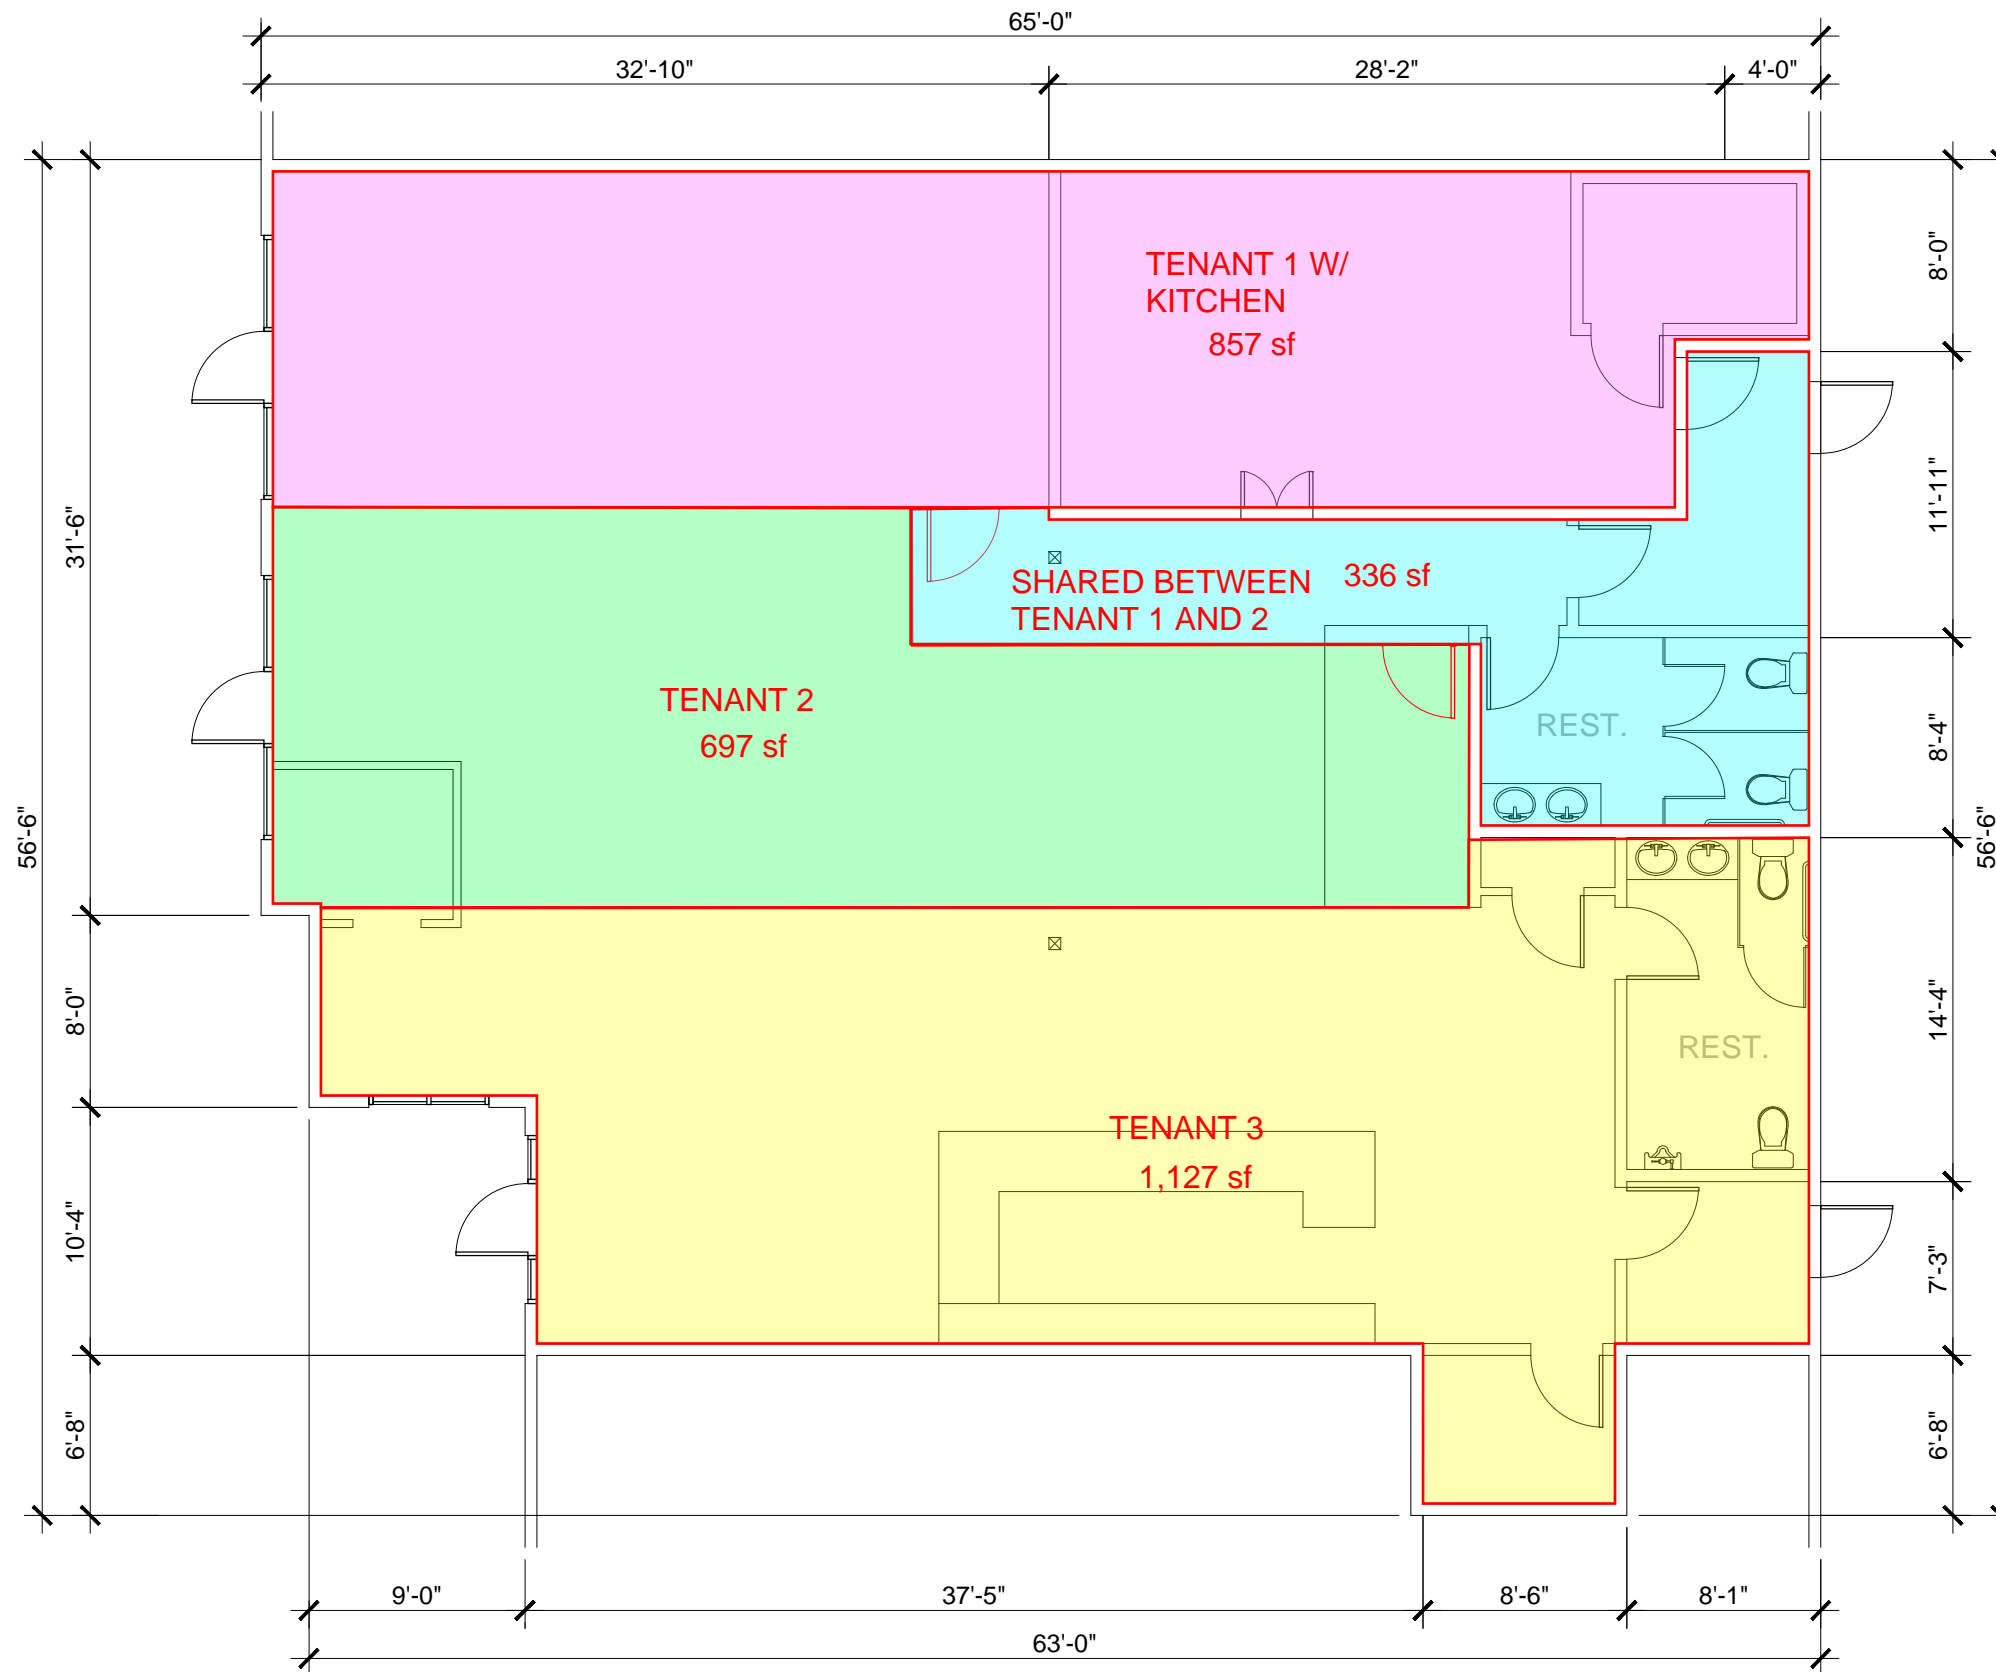 65'-0"
32'-10"
28'-2"
4'-0"
TENANT 1 W/
KITCHEN
857 sf
8'-0"
31'-6"
11'-11"
SHARED BETWEEN
TENANT 1 AND 2
336 sf
TENANT 2
697 sf
REST.
8'-4"
56'-6"
56'-6"
8'-0"
14'-4"
REST.
TENANT 3
1,127 sf
10'-4"
7'-3"
6'-8"
6'-8"
9'-0"
37'-5"
8'-6"
8'-1"
63'-0"